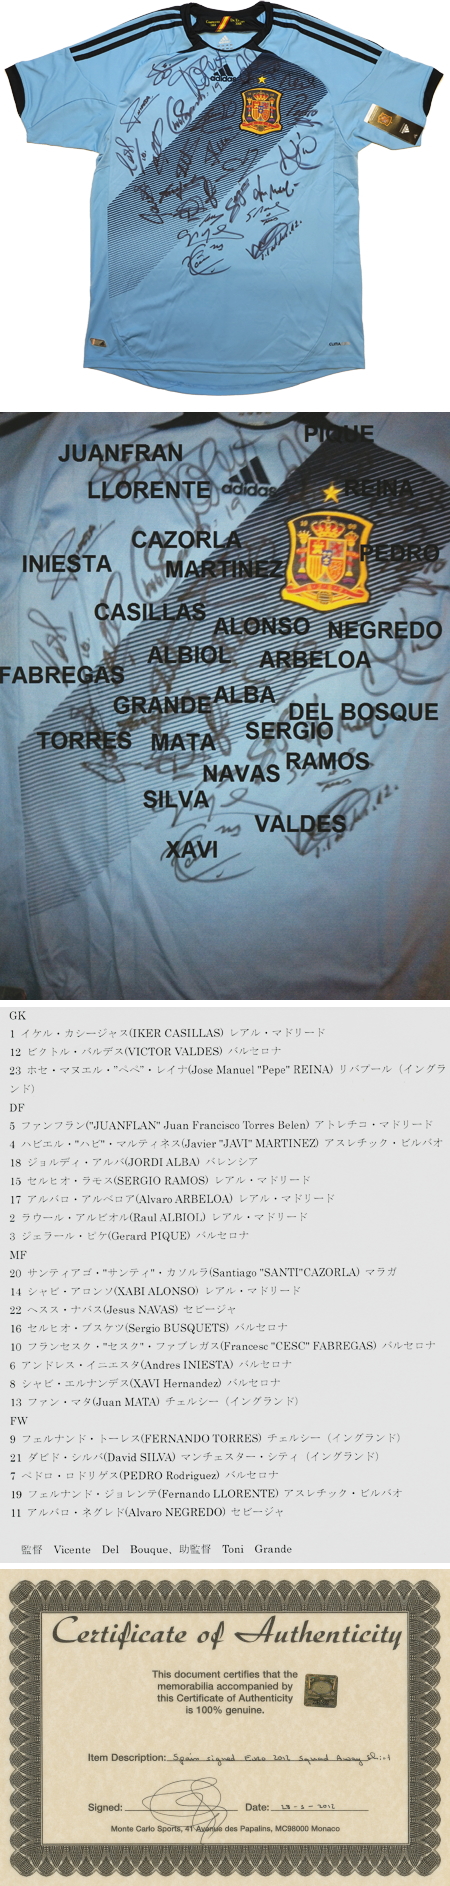 adidas
PIQUE
JUANFRAN
LLORENTE
adidas
REINA
CAZORLA
PEDRO
INIESTA
MARTINEZ
CASILLAS
ALONSO
NEGREDO
ALBIOL
ARBELOA
FABREGAS
ALBA
GRANDE
DEL BOSQUE
SERGIO
TORRES
MATA
RAMOS
NAVAS
SILVA
VALDES
XAVI
GK
1 イケル・カシージャス(IKER CASILLAS) レアル・マドリード
12 ビクトル・バルデス(VICTOR VALDES) バルセロナ
23 ホセ・マヌエル・"ペペ"・レイナ(Jose Manuel "Pepe" REINA) リバプール（イングラ
ンド）
DF
5 ファンフラン("JUANFLAN" Juan Francisco Torres Belen) アトレチコ・マドリード
4 ハビエル・"ハビ"・マルティネス(Javier "JAVI" MARTINEZ) アスレチック・ビルバオ
18 ジョルディ・アルバ(JORDI ALBA) バレンシア
15 セルヒオ・ラモス(SERGIO RAMOS) レアル・マドリード
17 アルバロ・アルベロア(Alvaro ARBELOA) レアル・マドリード
2 ラウール・アルビオル(Raul ALBIOL) レアル・マドリード
3 ジェラール・ピケ(Gerard PIQUE) バルセロナ
MF
20 サンティアゴ・"サンティ"・カソルラ(Santiago "SANTI"CAZORLA) マラガ
14 シャビ・アロンソ(XABI ALONSO) レアル・マドリード
22 ヘスス・ナバス(Jesus NAVAS) セビージャ
16 セルヒオ・ブスケツ(Sergio BUSQUETS) バルセロナ
10 フランセスク・"セスク"・ファブレガス(Francesc "CESC" FABREGAS) バルセロナ
6 アンドレス・イニエスタ(Andres INIESTA) バルセロナ
8 シャビ・エルナンデス(XAVI Hernandez) バルセロナ
13 ファン・マタ(Juan MATA) チェルシー（イングランド）
FW
9 フェルナンド・トーレス(FERNANDO TORRES) チェルシー（イングランド）
21 ダビド・シルバ(David SILVA) マンチェスター・シティ（イングランド）
7 ペドロ・ロドリゲス(PEDRO Rodriguez) バルセロナ
19 フェルナンド・ジョレンテ(Fernando LLORENTE) アスレチック・ビルバオ
11 アルバロ・ネグレド(Alvaro NEGREDO) セビージャ
監督 Vicente Del Bouque、助監督 Toni Grande
Certificate of Authenticity
This document certifies that the
memorabilia accompanied by
this Certificate of Authenticity
is 100% genuine.
Item Description: Spain signed Euro 2012 squad Away shirt
Signed: Date: 28-5-2012
Monte Carlo Sports, 41 Avenue des Papalins, MC98000 Monaco